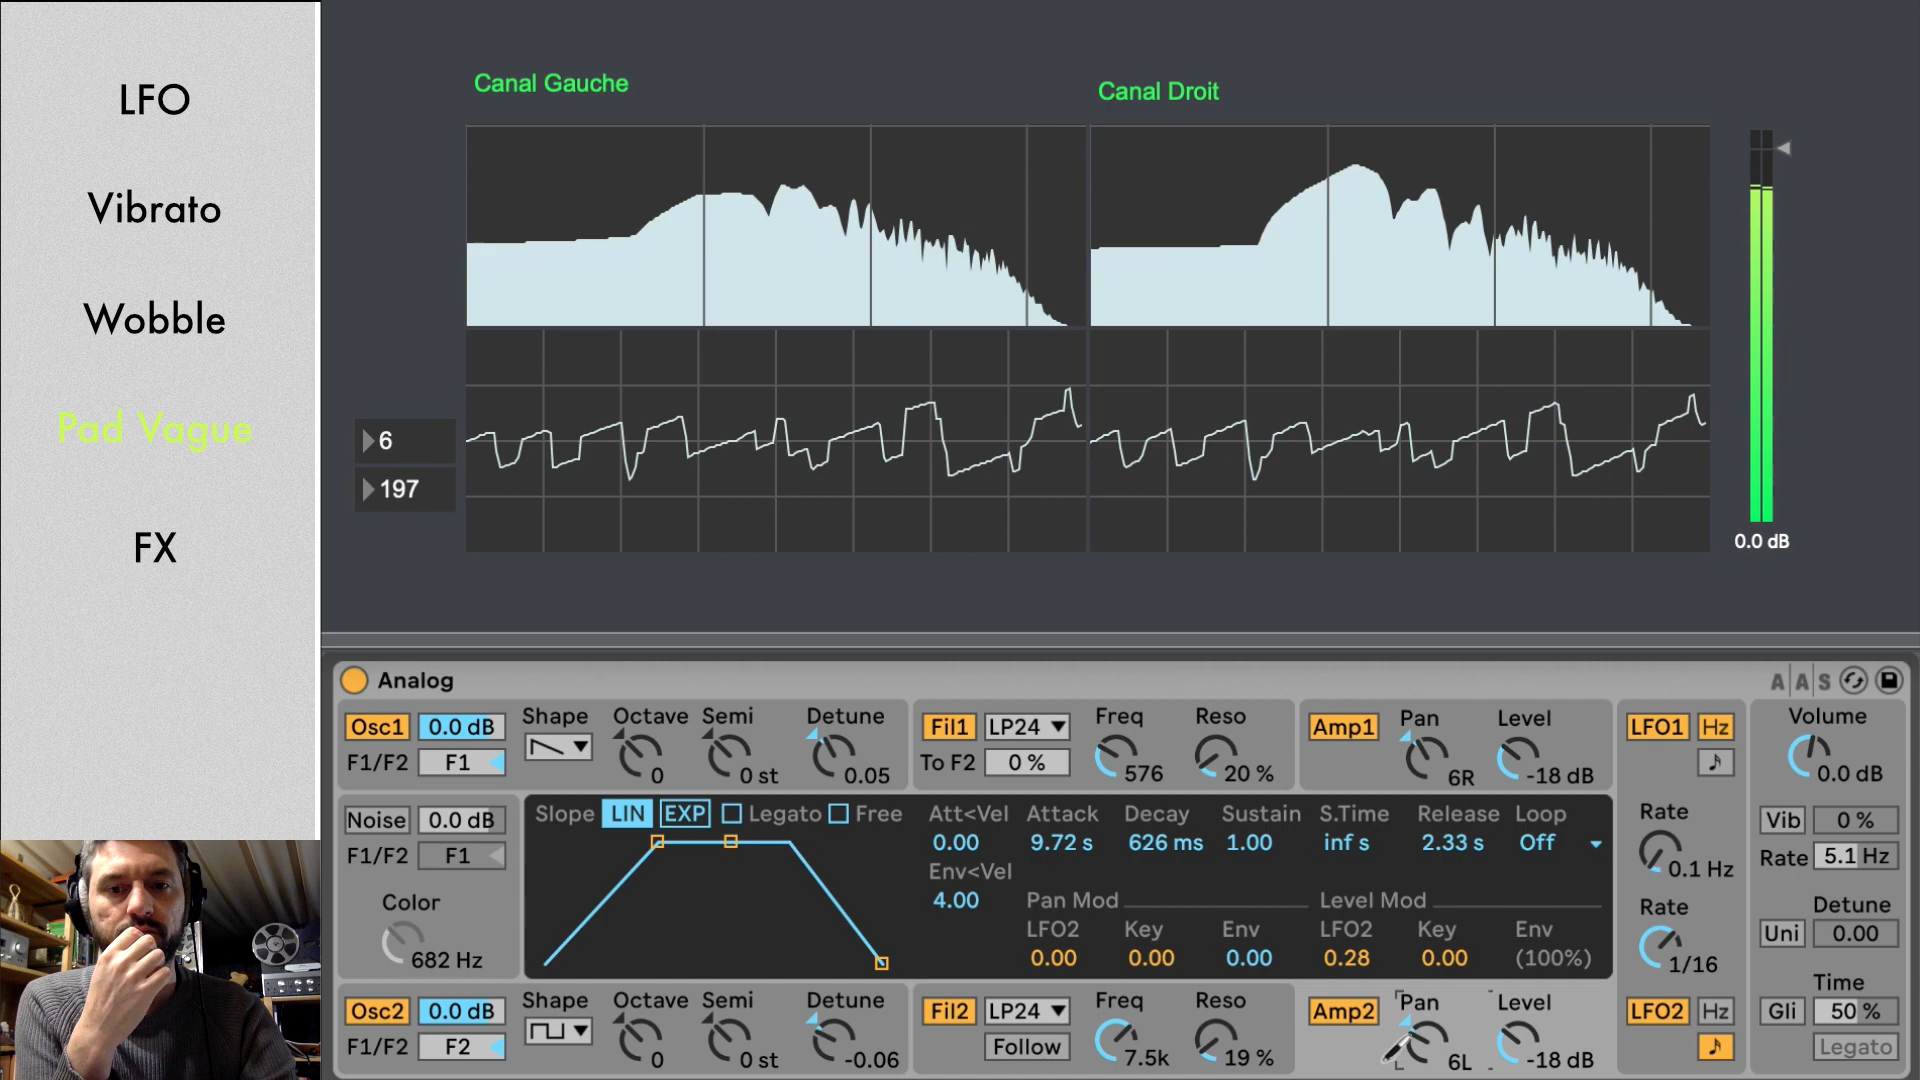 LFO
Vibrato
Wobble
Pad Vague
FX
Canal Gauche
Canal Droit
6
197
0.0 dB
Analog
A A S
Osc1 0.0 dB
F1/F2 F1
Shape
Octave 0
Semi 0 st
Detune 0.05
Fil1 LP24
To F2 0 %
Freq 576
Reso 20 %
Amp1
Pan 6R
Level -18 dB
LFO1 Hz
Volume 0.0 dB
Noise 0.0 dB
F1/F2 F1
Color 682 Hz
Slope LIN EXP Legato Free
Att<Vel Attack Decay Sustain S.Time Release Loop
0.00 9.72 s 626 ms 1.00 inf s 2.33 s Off
Env<Vel
4.00
Pan Mod Level Mod
LFO2 Key Env LFO2 Key Env
0.00 0.00 0.00 0.28 0.00 (100%)
Rate 0.1 Hz
Rate 1/16
Vib 0 %
Rate 5.1 Hz
Detune
Uni 0.00
Osc2 0.0 dB
F1/F2 F2
Shape
Octave 0
Semi 0 st
Detune -0.06
Fil2 LP24
Follow
Freq 7.5k
Reso 19 %
Amp2
Pan 6L
Level -18 dB
LFO2 Hz
Time
Gli 50 %
Legato